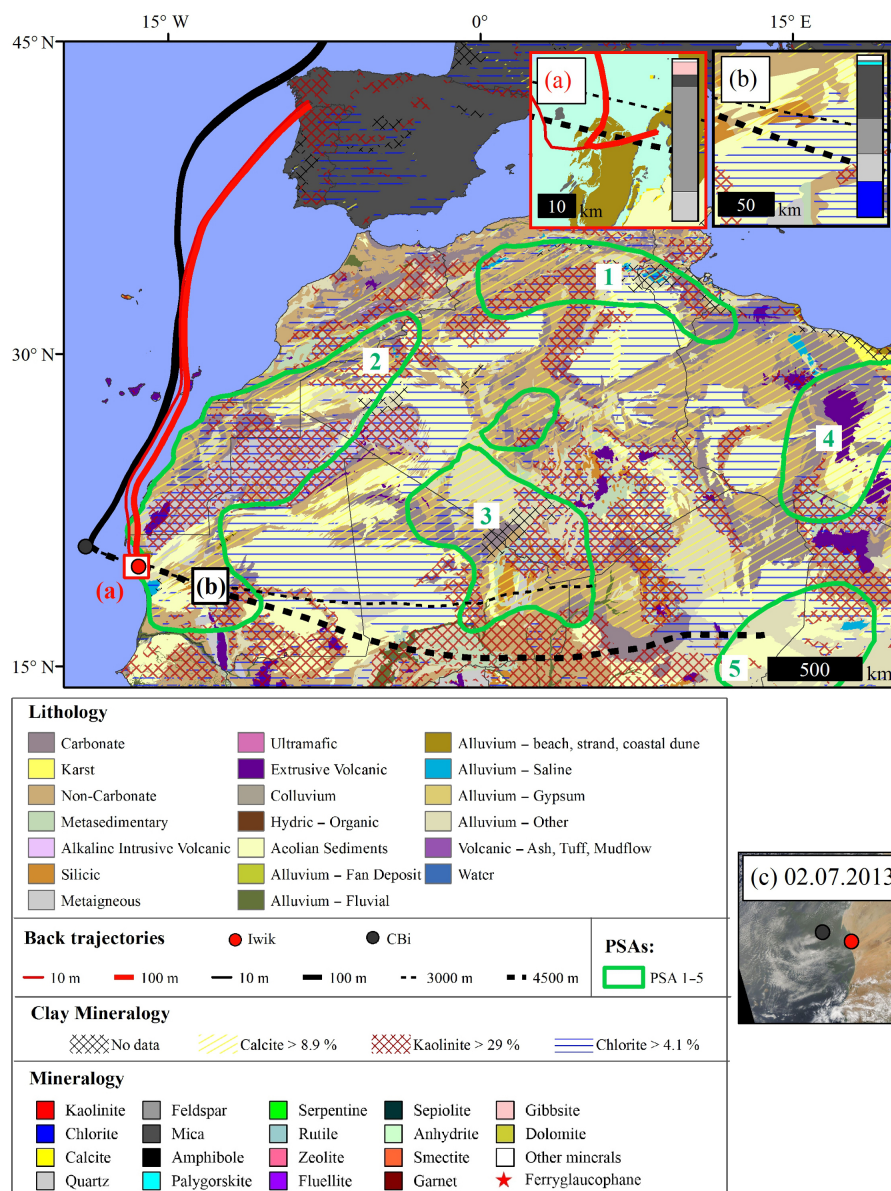 15° W 0° 15° E
45° N
30° N
15° N
(a)
10 km
(b)
50 km
1
2
3
4
5
(a)
(b)
500 km
Lithology
Carbonate Ultramafic Alluvium – beach, strand, coastal dune
Karst Extrusive Volcanic Alluvium – Saline
Non-Carbonate Colluvium Alluvium – Gypsum
Metasedimentary Hydric – Organic Alluvium – Other
Alkaline Intrusive Volcanic Aeolian Sediments Volcanic – Ash, Tuff, Mudflow
Silicic Alluvium – Fan Deposit Water
Metaigneous Alluvium – Fluvial
Back trajectories Iwik CBi PSAs:
10 m 100 m 10 m 100 m 3000 m 4500 m PSA 1–5
Clay Mineralogy
No data Calcite > 8.9 % Kaolinite > 29 % Chlorite > 4.1 %
Mineralogy
Kaolinite Feldspar Serpentine Sepiolite Gibbsite
Chlorite Mica Rutile Anhydrite Dolomite
Calcite Amphibole Zeolite Smectite Other minerals
Quartz Palygorskite Fluellite Garnet Ferryglaucophane
(c) 02.07.2013